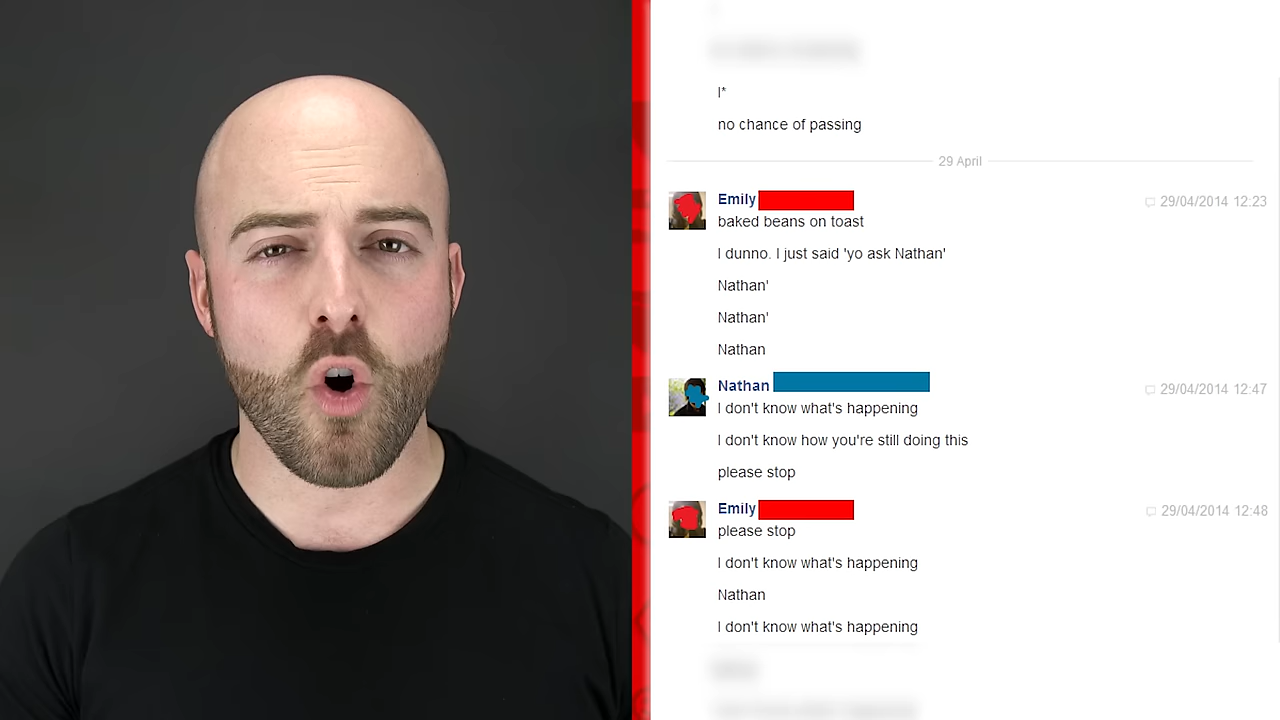 I*
no chance of passing
29 April
Emily
29/04/2014 12:23
baked beans on toast
I dunno. I just said 'yo ask Nathan'
Nathan'
Nathan'
Nathan
Nathan
29/04/2014 12:47
I don't know what's happening
I don't know how you're still doing this
please stop
Emily
29/04/2014 12:48
please stop
I don't know what's happening
Nathan
I don't know what's happening